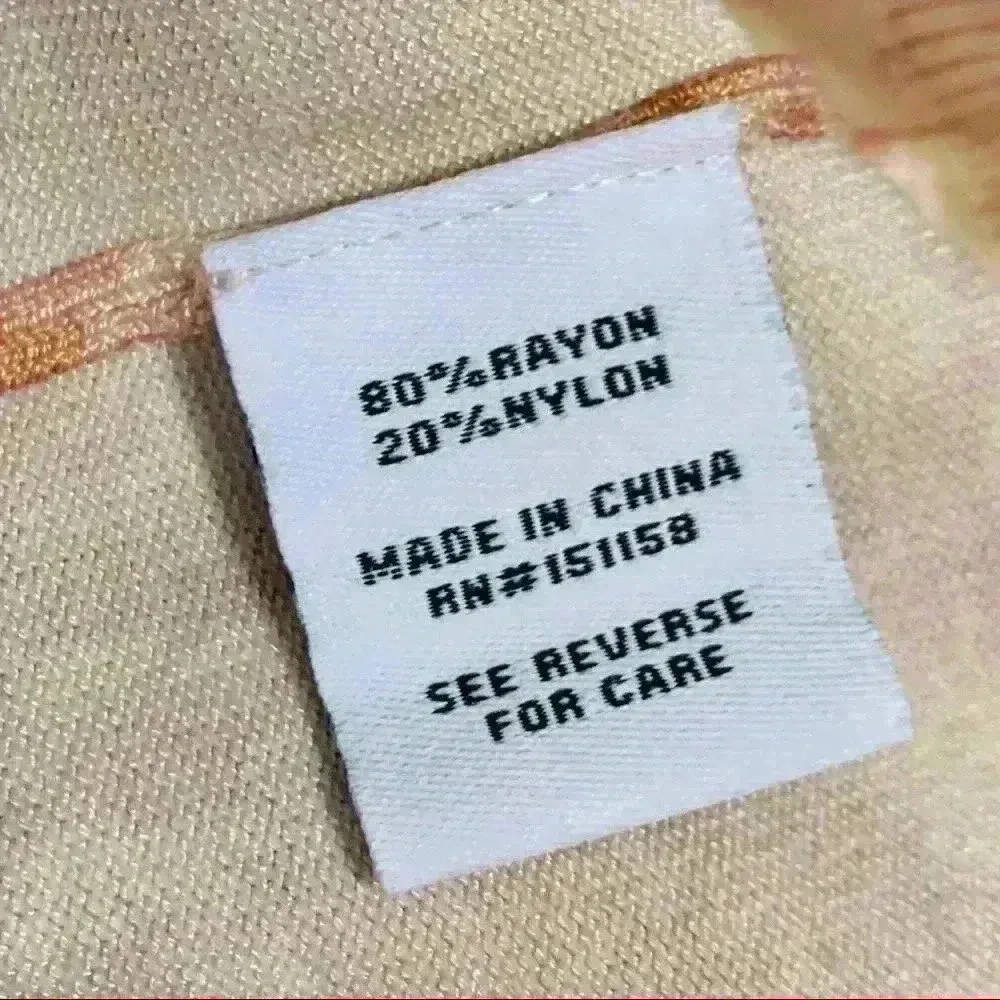 80%RAYON
20%NYLON
MADE IN CHINA
RN#151158
SEE REVERSE
FOR CARE